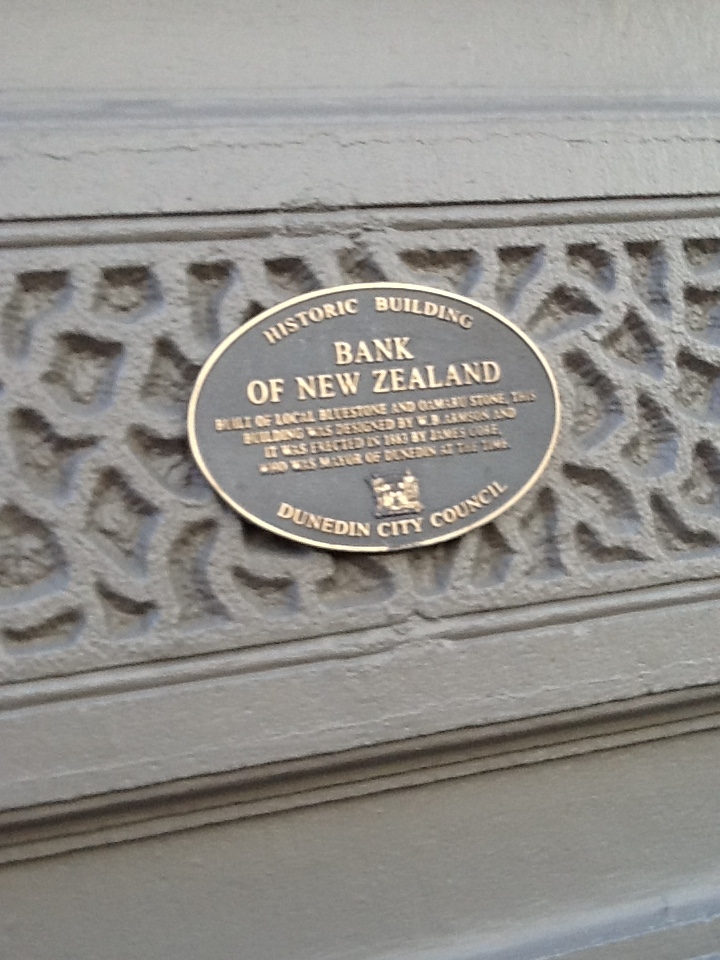 HISTORIC BUILDING
BANK
OF NEW ZEALAND
BUILT OF LOCAL BLUESTONE AND OAMARU STONE, THIS
BUILDING WAS DESIGNED BY W.B. ARMSON AND
IT WAS ERECTED IN BY JAMES GORE,
WHO WAS MAYOR OF DUNEDIN AT THE TIME.
DUNEDIN CITY COUNCIL